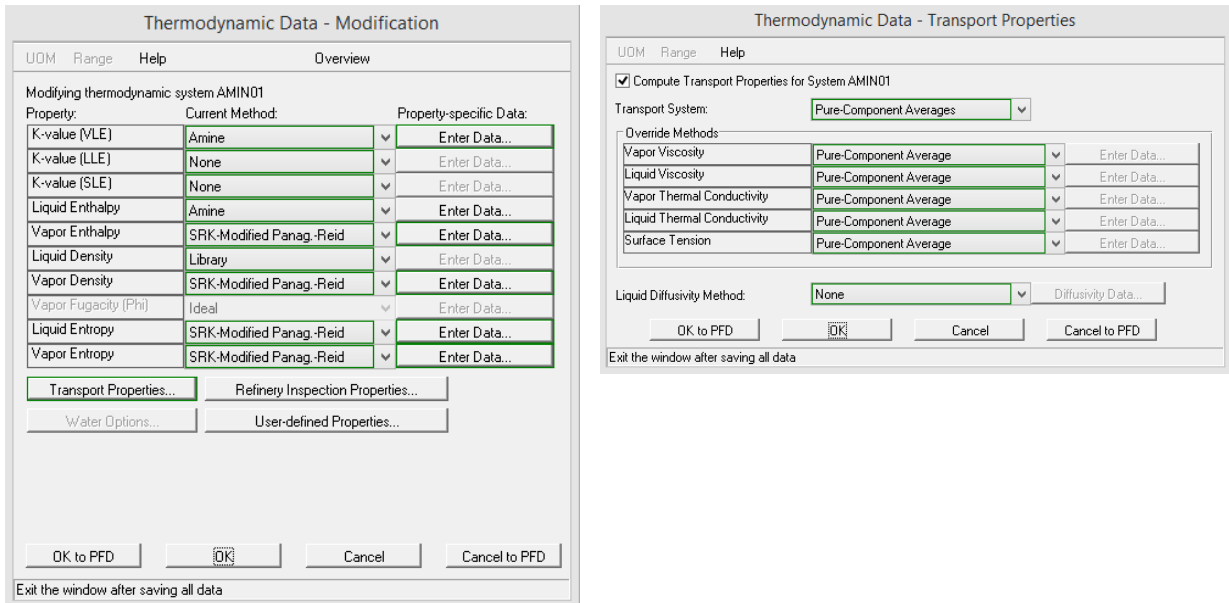 Thermodynamic Data - Modification
UOM Range Help Overview
Modifying thermodynamic system AMIN01
Property: Current Method: Property-specific Data:
K-value (VLE) Amine Enter Data...
K-value (LLE) None Enter Data...
K-value (SLE) None Enter Data...
Liquid Enthalpy Amine Enter Data...
Vapor Enthalpy SRK-Modified Panag.-Reid Enter Data...
Liquid Density Library Enter Data...
Vapor Density SRK-Modified Panag.-Reid Enter Data...
Vapor Fugacity (Phi) Ideal Enter Data...
Liquid Entropy SRK-Modified Panag.-Reid Enter Data...
Vapor Entropy SRK-Modified Panag.-Reid Enter Data...
Transport Properties... Refinery Inspection Properties...
Water Options... User-defined Properties...
OK to PFD OK Cancel Cancel to PFD
Exit the window after saving all data
Thermodynamic Data - Transport Properties
UOM Range Help
Compute Transport Properties for System AMIN01
Transport System: Pure-Component Averages
Override Methods
Vapor Viscosity Pure-Component Average Enter Data...
Liquid Viscosity Pure-Component Average Enter Data...
Vapor Thermal Conductivity Pure-Component Average Enter Data...
Liquid Thermal Conductivity Pure-Component Average Enter Data...
Surface Tension Pure-Component Average Enter Data...
Liquid Diffusivity Method: None Diffusivity Data...
OK to PFD OK Cancel Cancel to PFD
Exit the window after saving all data